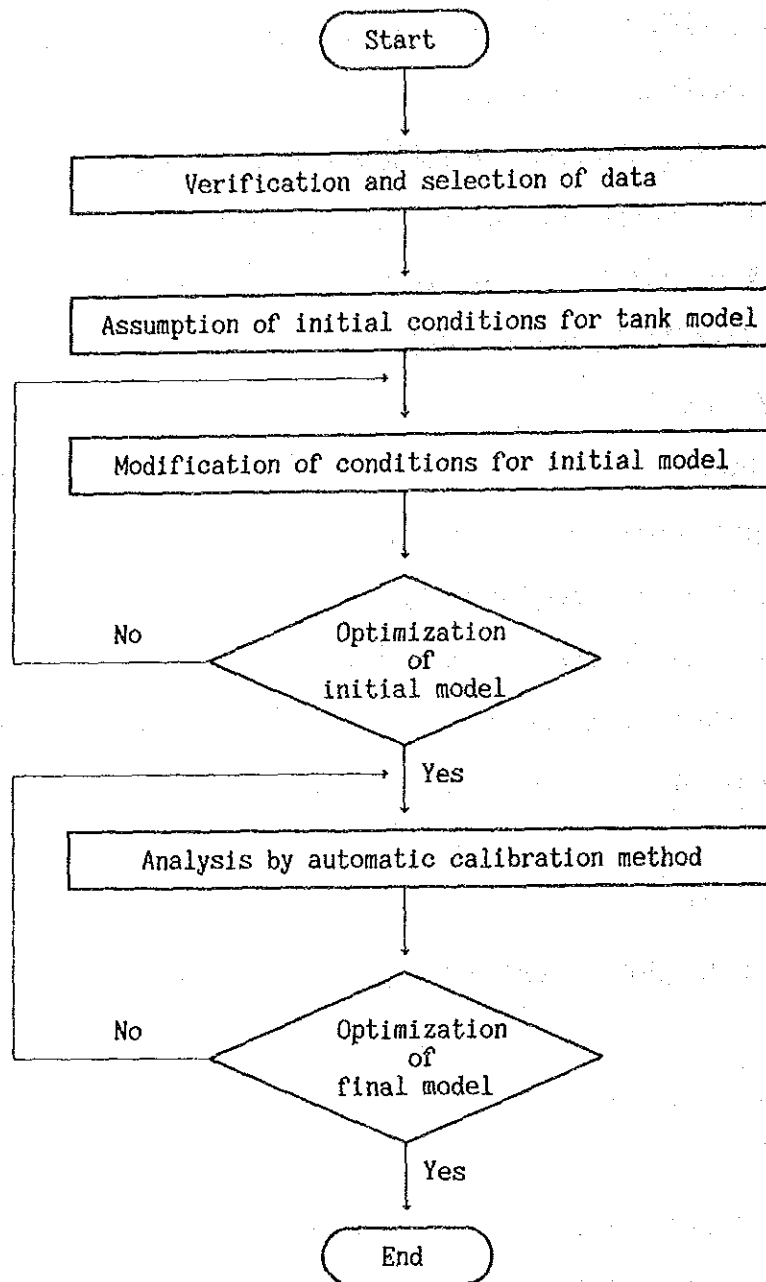 Start
Verification and selection of data
Assumption of initial conditions for tank model
Modification of conditions for initial model
No
Optimization
of
initial model
Yes
Analysis by automatic calibration method
No
Optimization
of
final model
Yes
End